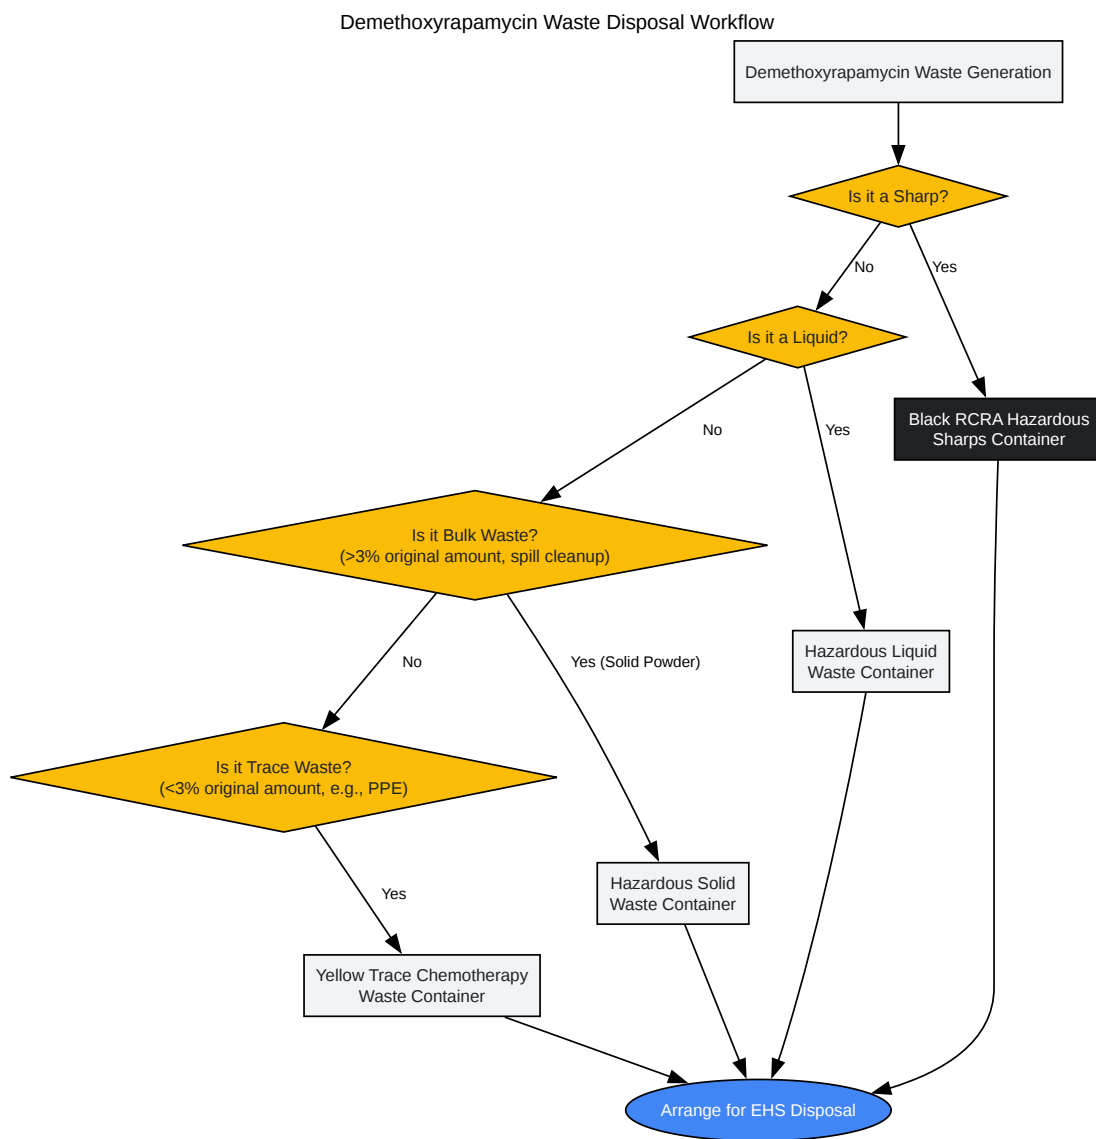 Demethoxyrapamycin Waste Disposal Workflow
Demethoxyrapamycin Waste Generation
Is it a Sharp?
No
Yes
Is it a Liquid?
Black RCRA Hazardous
Sharps Container
No
Yes
Is it Bulk Waste?
(>3% original amount, spill cleanup)
Hazardous Liquid
Waste Container
No
Yes (Solid Powder)
Is it Trace Waste?
(<3% original amount, e.g., PPE)
Hazardous Solid
Waste Container
Yes
Yellow Trace Chemotherapy
Waste Container
Arrange for EHS Disposal